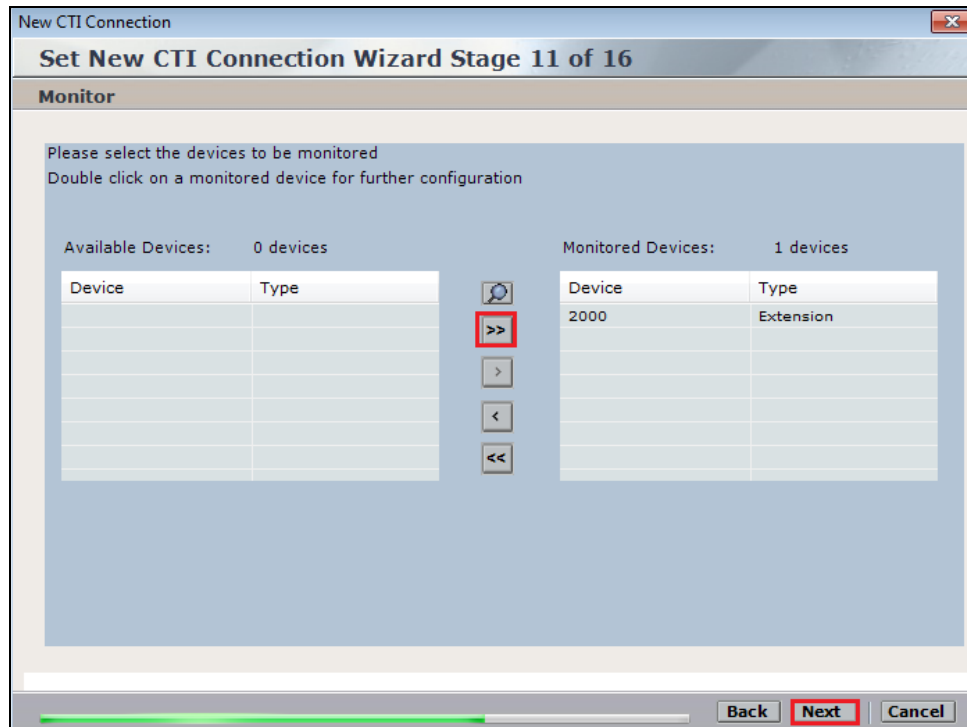 New CTI Connection
Set New CTI Connection Wizard Stage 11 of 16
Monitor
Please select the devices to be monitored
Double click on a monitored device for further configuration
Available Devices: 0 devices
Monitored Devices: 1 devices
Device Type
Device Type
2000 Extension
>>
>
<
<<
Back Next Cancel